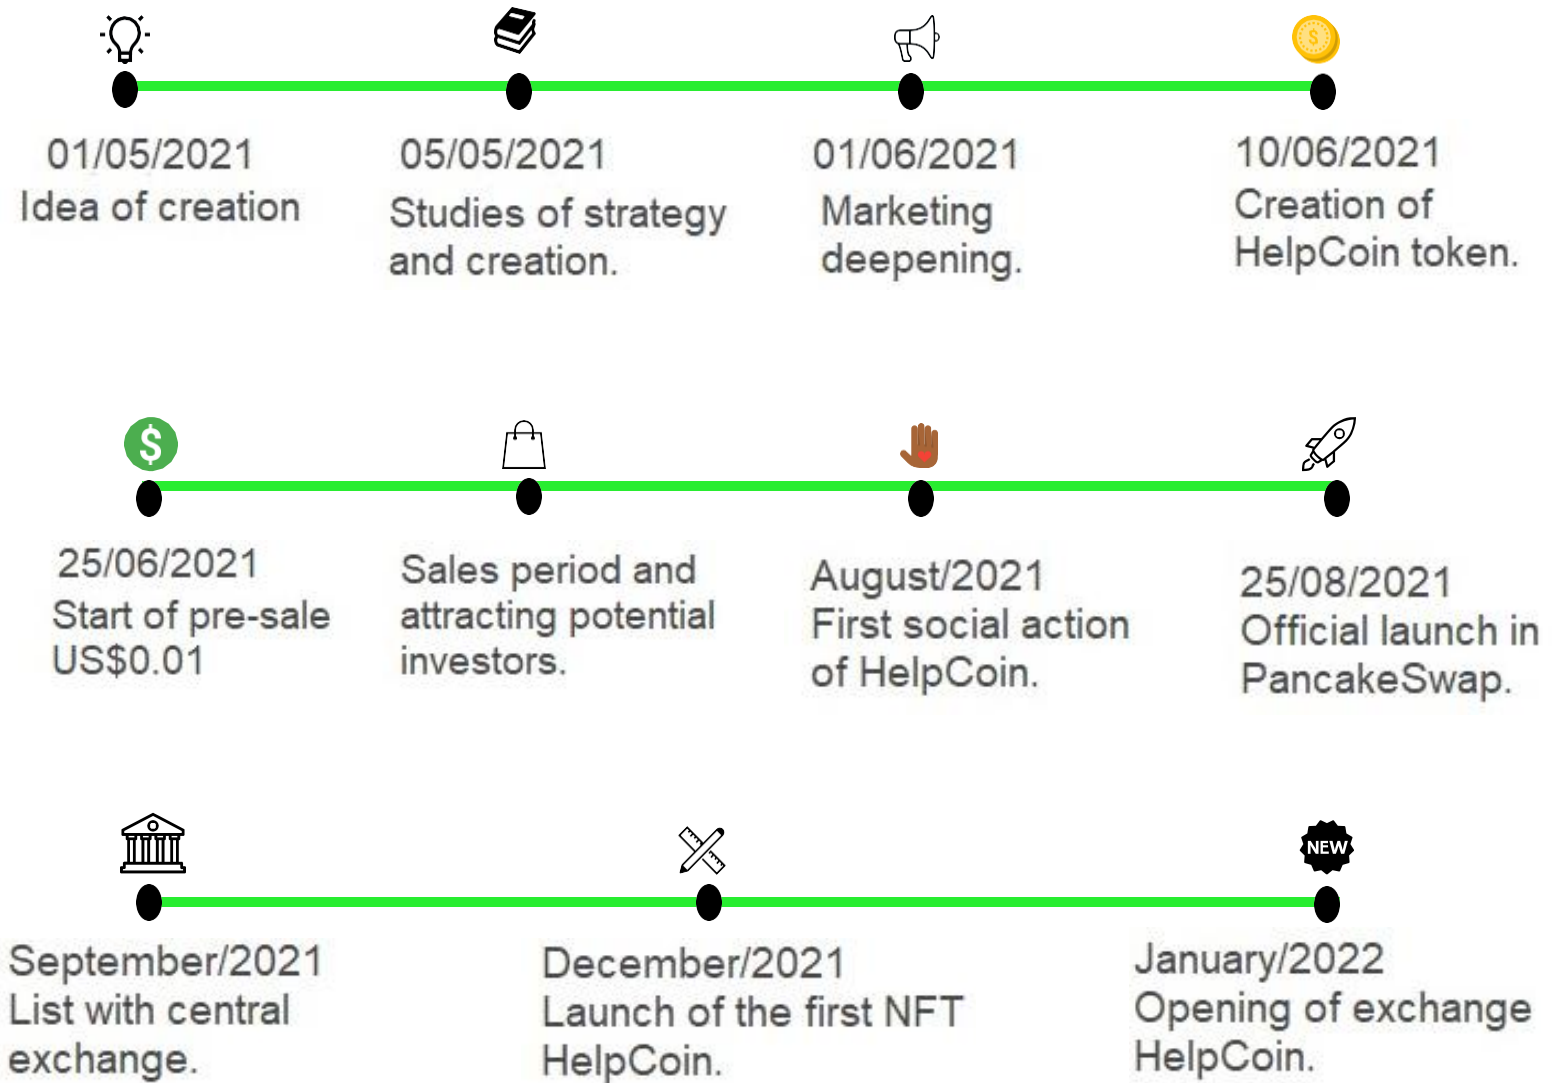 01/05/2021
Idea of creation
05/05/2021
Studies of strategy
and creation.
01/06/2021
Marketing
deepening.
10/06/2021
Creation of
HelpCoin token.
$
25/06/2021
Start of pre-sale
US$0.01
Sales period and
attracting potential
investors.
August/2021
First social action
of HelpCoin.
25/08/2021
Official launch in
PancakeSwap.
September/2021
List with central
exchange.
December/2021
Launch of the first NFT
HelpCoin.
NEW
January/2022
Opening of exchange
HelpCoin.